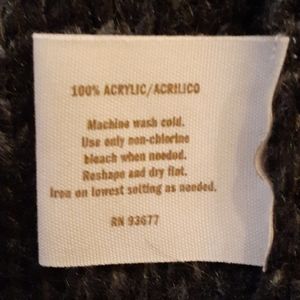 100% ACRYLIC/ACRILICO
Machine wash cold.
Use only non-chlorine
bleach when needed.
Reshape and dry flat.
Iron on lowest setting as needed.
RN 93677